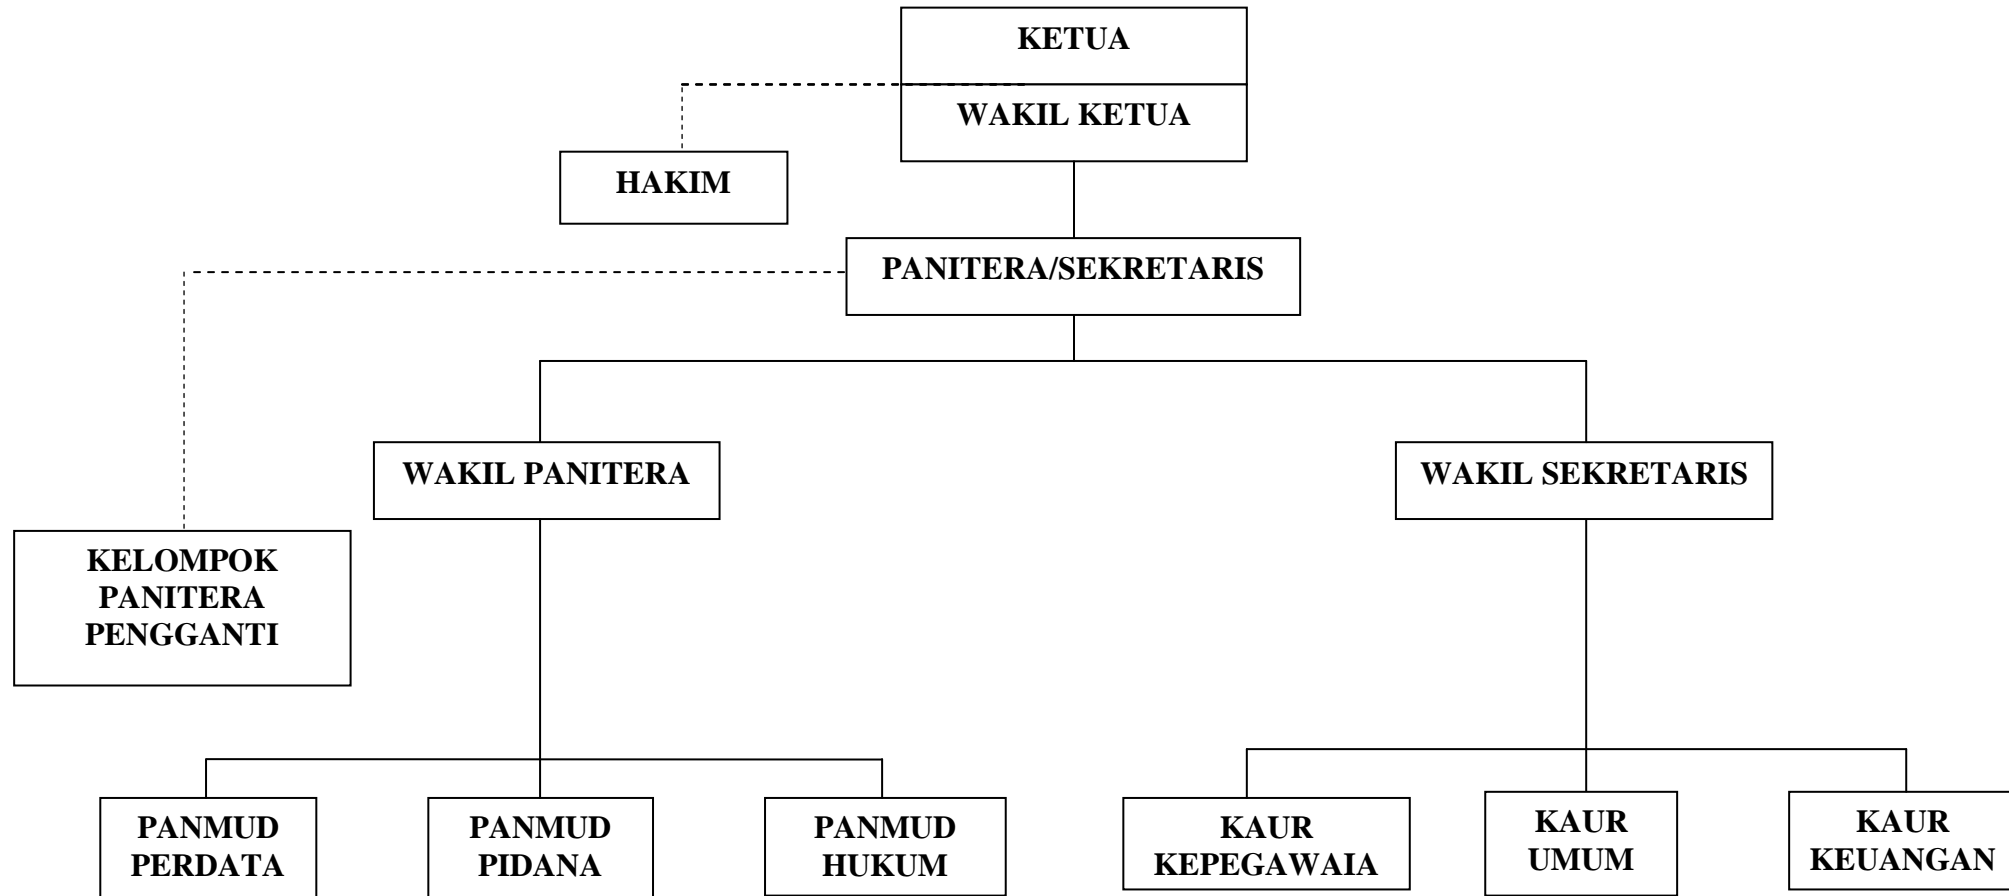 KETUA
WAKIL KETUA
HAKIM
PANITERA/SEKRETARIS
WAKIL PANITERA
WAKIL SEKRETARIS
KELOMPOK
PANITERA
PENGGANTI
PANMUD
PERDATA
PANMUD
PIDANA
PANMUD
HUKUM
KAUR
KEPEGAWAIA
KAUR
UMUM
KAUR
KEUANGAN